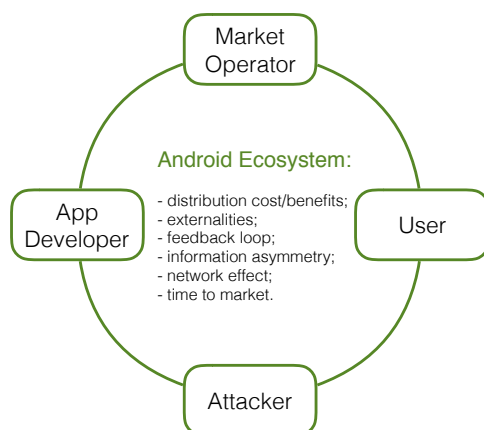 Market
Operator
Android Ecosystem:
- distribution cost/benefits;
- externalities;
- feedback loop;
- information asymmetry;
- network effect;
- time to market.
App
Developer
User
Attacker